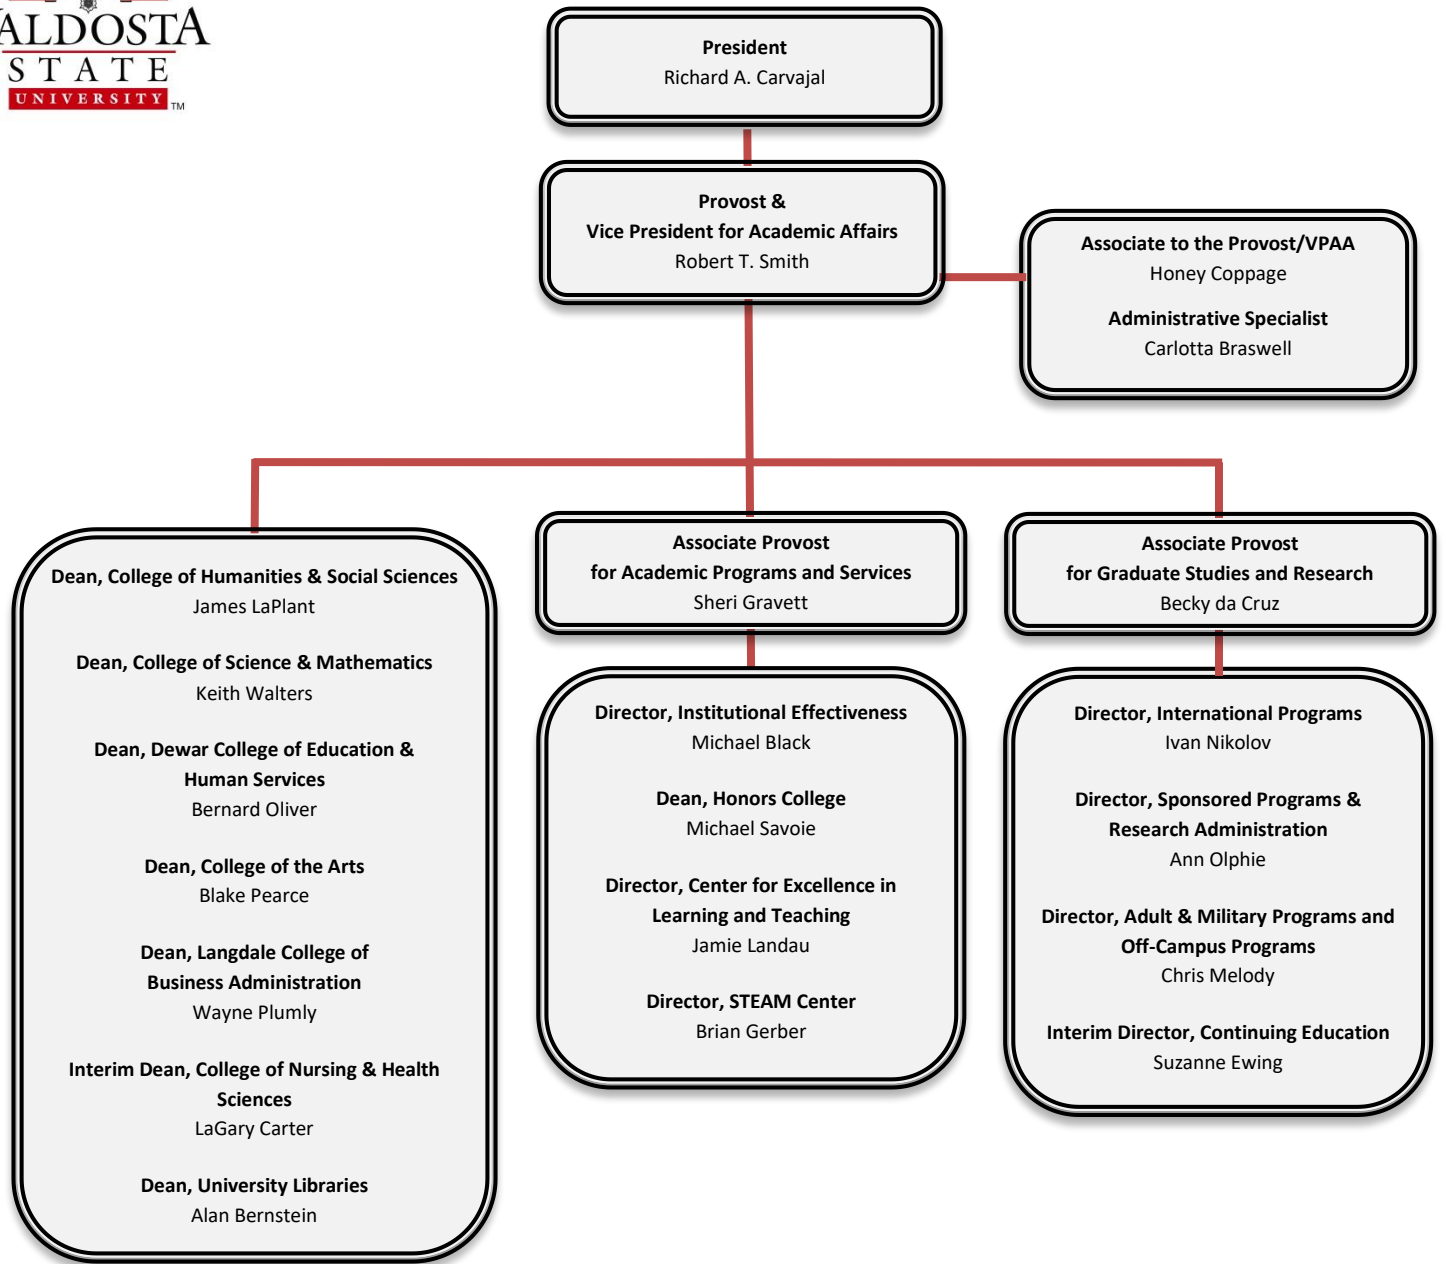 ALDOSTA
STATE
UNIVERSITY TM
President
Richard A. Carvajal
Provost &
Vice President for Academic Affairs
Robert T. Smith
Associate to the Provost/VPAA
Honey Coppage
Administrative Specialist
Carlotta Braswell
Dean, College of Humanities & Social Sciences
James LaPlant
Dean, College of Science & Mathematics
Keith Walters
Dean, Dewar College of Education &
Human Services
Bernard Oliver
Dean, College of the Arts
Blake Pearce
Dean, Langdale College of
Business Administration
Wayne Plumly
Interim Dean, College of Nursing & Health
Sciences
LaGary Carter
Dean, University Libraries
Alan Bernstein
Associate Provost
for Academic Programs and Services
Sheri Gravett
Director, Institutional Effectiveness
Michael Black
Dean, Honors College
Michael Savoie
Director, Center for Excellence in
Learning and Teaching
Jamie Landau
Director, STEAM Center
Brian Gerber
Associate Provost
for Graduate Studies and Research
Becky da Cruz
Director, International Programs
Ivan Nikolov
Director, Sponsored Programs &
Research Administration
Ann Olphie
Director, Adult & Military Programs and
Off-Campus Programs
Chris Melody
Interim Director, Continuing Education
Suzanne Ewing